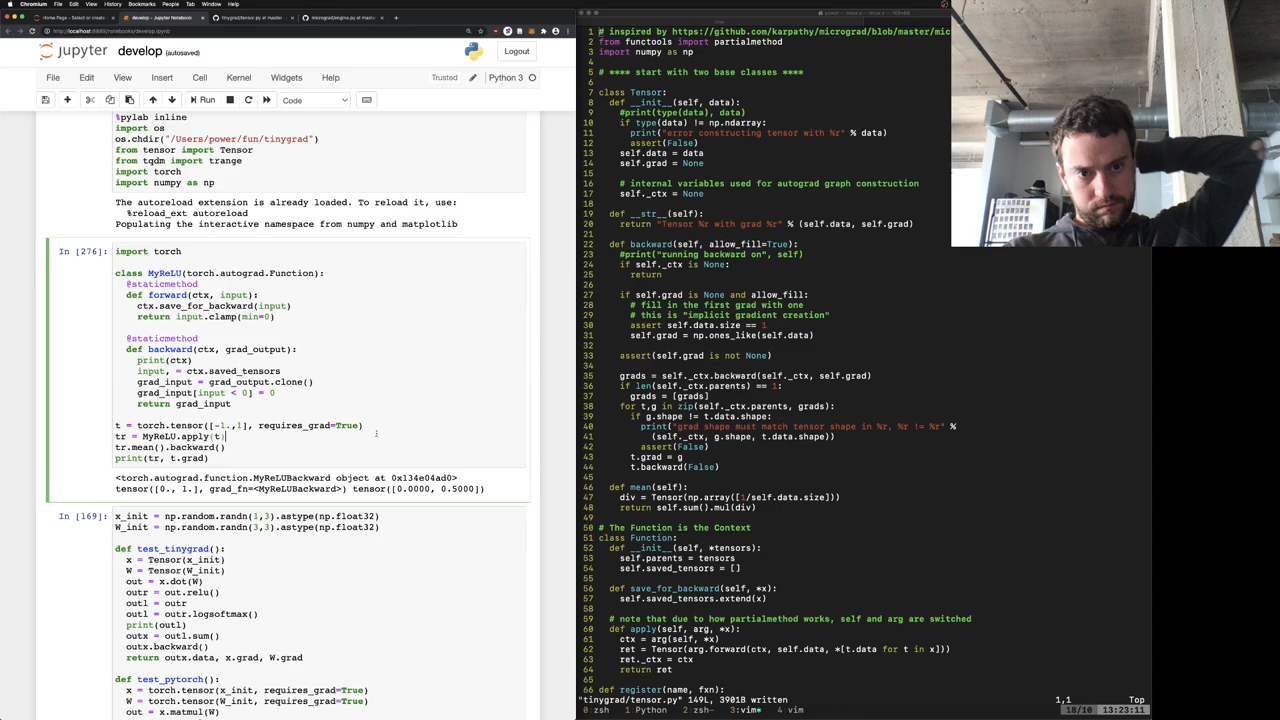 Chromium File Edit View History Bookmarks People Tab Window Help
Home Page - Select or create
develop - Jupyter Notebook
tinygrad/tensor.py at master
micrograd/engine.py at master
http://localhost:8888/notebooks/develop.ipynb
jupyter develop (autosaved)
Logout
File Edit View Insert Cell Kernel Widgets Help
Trusted
Python 3
Run
Code
%pylab inline
import os
os.chdir("/Users/power/fun/tinygrad")
from tensor import Tensor
from tqdm import trange
import torch
import numpy as np
The autoreload extension is already loaded. To reload it, use:
%reload_ext autoreload
Populating the interactive namespace from numpy and matplotlib
In [276]:
import torch
class MyReLU(torch.autograd.Function):
@staticmethod
def forward(ctx, input):
ctx.save_for_backward(input)
return input.clamp(min=0)
@staticmethod
def backward(ctx, grad_output):
print(ctx)
input, = ctx.saved_tensors
grad_input = grad_output.clone()
grad_input[input < 0] = 0
return grad_input
t = torch.tensor([-1.,1], requires_grad=True)
tr = MyReLU.apply(t)
tr.mean().backward()
print(tr, t.grad)
<torch.autograd.function.MyReLUBackward object at 0x134e04ad0>
tensor([0., 1.], grad_fn=<MyReLUBackward>) tensor([0.0000, 0.5000])
In [169]:
x_init = np.random.randn(1,3).astype(np.float32)
W_init = np.random.randn(3,3).astype(np.float32)
def test_tinygrad():
x = Tensor(x_init)
W = Tensor(W_init)
out = x.dot(W)
outr = out.relu()
outl = outr
outl = outr.logsoftmax()
print(outl)
outx = outl.sum()
outx.backward()
return outx.data, x.grad, W.grad
def test_pytorch():
x = torch.tensor(x_init, requires_grad=True)
W = torch.tensor(W_init, requires_grad=True)
out = x.matmul(W)
1 # inspired by https://github.com/karpathy/micrograd/blob/master/mic
2 from functools import partialmethod
3 import numpy as np
4
5 # **** start with two base classes ****
6
7 class Tensor:
8 def __init__(self, data):
9 #print(type(data), data)
10 if type(data) != np.ndarray:
11 print("error constructing tensor with %r" % data)
12 assert(False)
13 self.data = data
14 self.grad = None
15
16 # internal variables used for autograd graph construction
17 self._ctx = None
18
19 def __str__(self):
20 return "Tensor %r with grad %r" % (self.data, self.grad)
21
22 def backward(self, allow_fill=True):
23 #print("running backward on", self)
24 if self._ctx is None:
25 return
26
27 if self.grad is None and allow_fill:
28 # fill in the first grad with one
29 # this is "implicit gradient creation"
30 assert self.data.size == 1
31 self.grad = np.ones_like(self.data)
32
33 assert(self.grad is not None)
34
35 grads = self._ctx.backward(self._ctx, self.grad)
36 if len(self._ctx.parents) == 1:
37 grads = [grads]
38 for t,g in zip(self._ctx.parents, grads):
39 if g.shape != t.data.shape:
40 print("grad shape must match tensor shape in %r, %r != %r" %
41 (self._ctx, g.shape, t.data.shape))
42 assert(False)
43 t.grad = g
44 t.backward(False)
45
46 def mean(self):
47 div = Tensor(np.array([1/self.data.size]))
48 return self.sum().mul(div)
49
50 # The Function is the Context
51 class Function:
52 def __init__(self, *tensors):
53 self.parents = tensors
54 self.saved_tensors = []
55
56 def save_for_backward(self, *x):
57 self.saved_tensors.extend(x)
58
59 # note that due to how partialmethod works, self and arg are switched
60 def apply(self, arg, *x):
61 ctx = arg(self, *x)
62 ret = Tensor(arg.forward(ctx, self.data, *[t.data for t in x]))
63 ret._ctx = ctx
64 return ret
65
66 def register(name, fxn):
"tinygrad/tensor.py" 149L, 3901B written 1,1 Top
0:zsh 1 Python 2 zsh- 3:vim* 4:vim 18/10 13:23:11